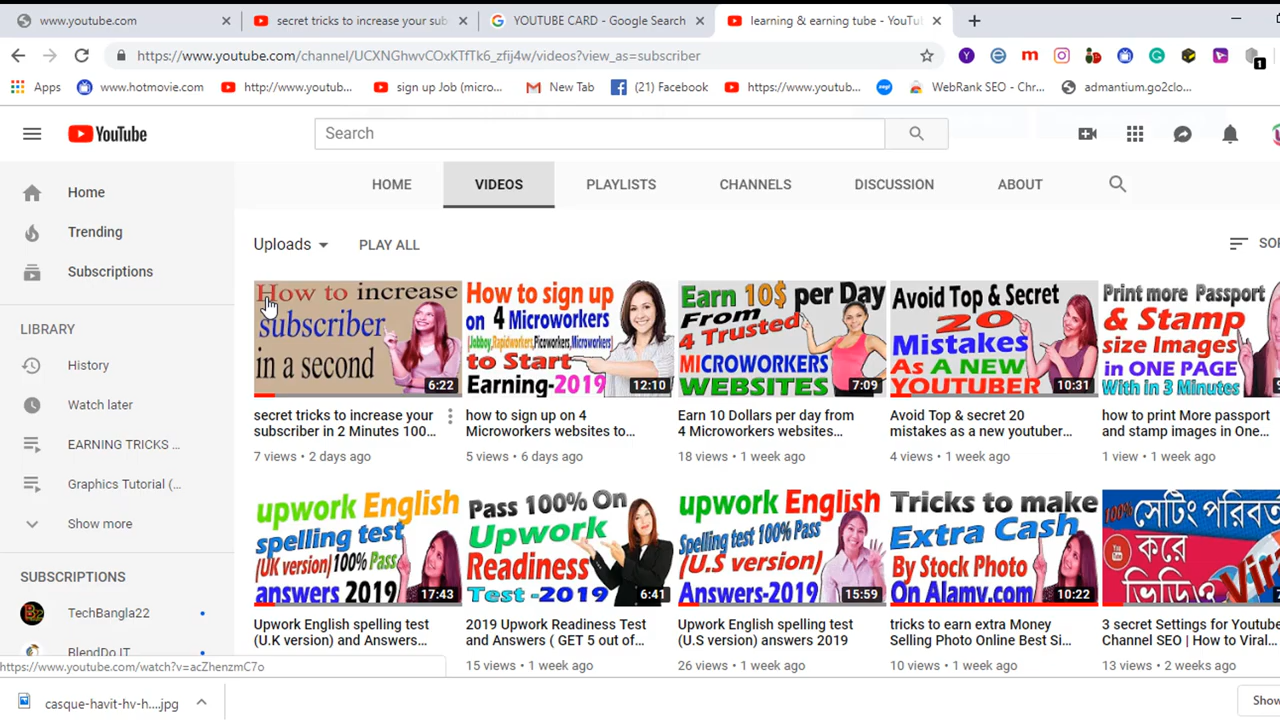 www.youtube.com
secret tricks to increase your sub
YOUTUBE CARD - Google Search
learning & earning tube - YouTu
https://www.youtube.com/channel/UCXNGhwvCOxKTfTk6_zfij4w/videos?view_as=subscriber
1
Apps
www.hotmovie.com
http://www.youtub...
sign up Job (micro...
New Tab
(21) Facebook
https://www.youtub...
WebRank SEO - Chr...
admantium.go2clo...
YouTube
Search
HOME
VIDEOS
PLAYLISTS
CHANNELS
DISCUSSION
ABOUT
Home
Trending
Subscriptions
LIBRARY
History
Watch later
EARNING TRICKS ...
Graphics Tutorial (...
Show more
SUBSCRIPTIONS
TechBangla22
BlendDo IT
Uploads
PLAY ALL
How to increase
subscriber
in a second
6:22
secret tricks to increase your
subscriber in 2 Minutes 100...
7 views • 2 days ago
How to sign up
on 4 Microworkers
(Jobboy,Rapidworkers,Picoworkers,Microworkers)
to Start
Earning-2019
12:10
how to sign up on 4
Microworkers websites to...
5 views • 6 days ago
Earn 10$ per Day
From
4 Trusted
MICROWORKERS
WEBSITES
7:09
Earn 10 Dollars per day from
4 Microworkers websites...
18 views • 1 week ago
Avoid Top & Secret
20
Mistakes
As A NEW
YOUTUBER
10:31
Avoid Top & secret 20
mistakes as a new youtuber...
4 views • 1 week ago
Print more Passport
& Stamp
size Images
in ONE PAGE
With in 3 Minutes
how to print More passport
and stamp images in One...
1 view • 1 week ago
upwork English
spelling test
(UK version) 100% Pass
answers 2019
17:43
Upwork English spelling test
(U.K version) and Answers...
Pass 100% On
Upwork
Readiness
Test -2019
6:41
2019 Upwork Readiness Test
and Answers ( GET 5 out of...
15 views • 1 week ago
upwork English
Spelling test 100% Pass
(U.S version)
Answers-2019
15:59
Upwork English spelling test
(U.S version) answers 2019
26 views • 1 week ago
Tricks to make
Extra Cash
By Stock Photo
On Alamy.com
10:22
tricks to earn extra Money
Selling Photo Online Best Si...
10 views • 1 week ago
100% সেটিং পরিবর্ত
করে
ভিডিও
Vira
3 secret Settings for Youtube
Channel SEO | How to Viral...
13 views • 2 weeks ago
https://www.youtube.com/watch?v=acZhenzmC7o
casque-havit-hv-h....jpg
Show